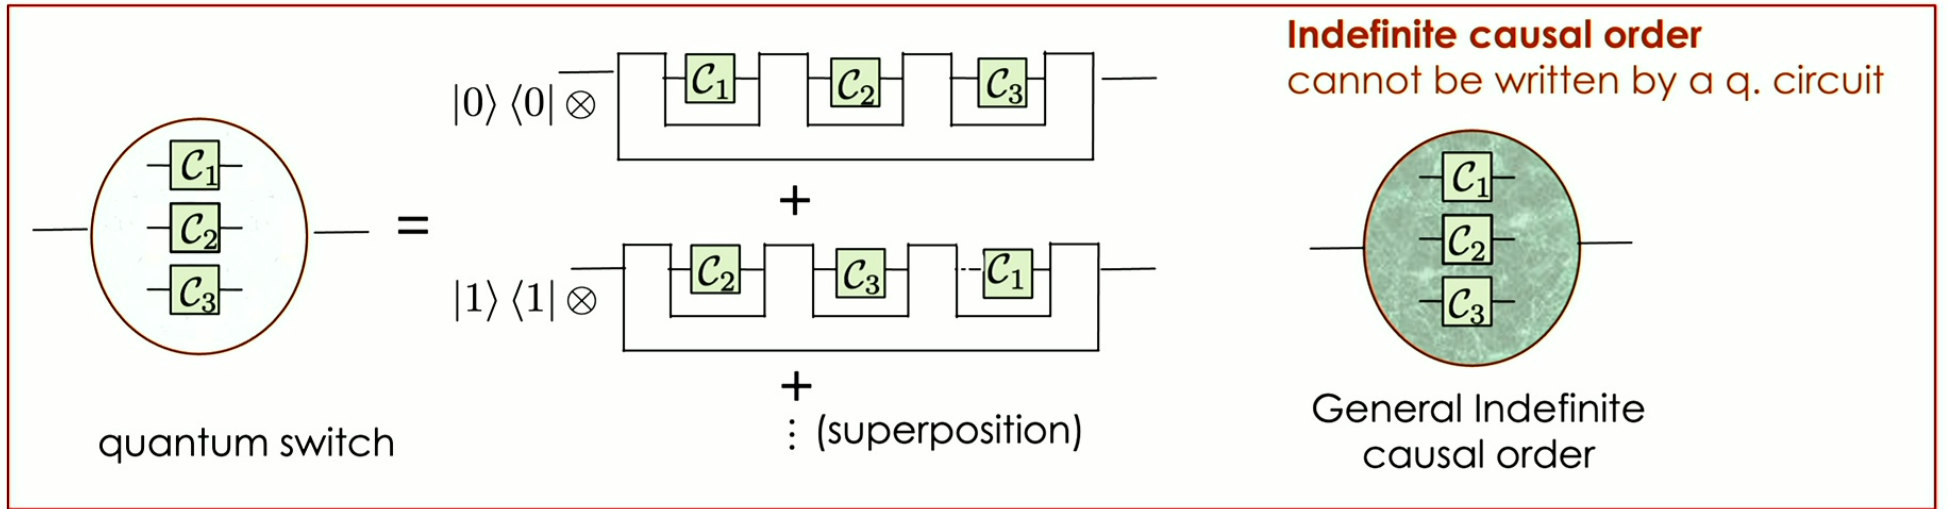 Indefinite causal order
cannot be written by a q. circuit
|0⟩ ⟨0| ⊗
C₁ C₂ C₃
+
|1⟩ ⟨1| ⊗
C₂ C₃ C₁
+
⋮ (superposition)
C₁
C₂
C₃
=
quantum switch
C₁
C₂
C₃
General Indefinite
causal order